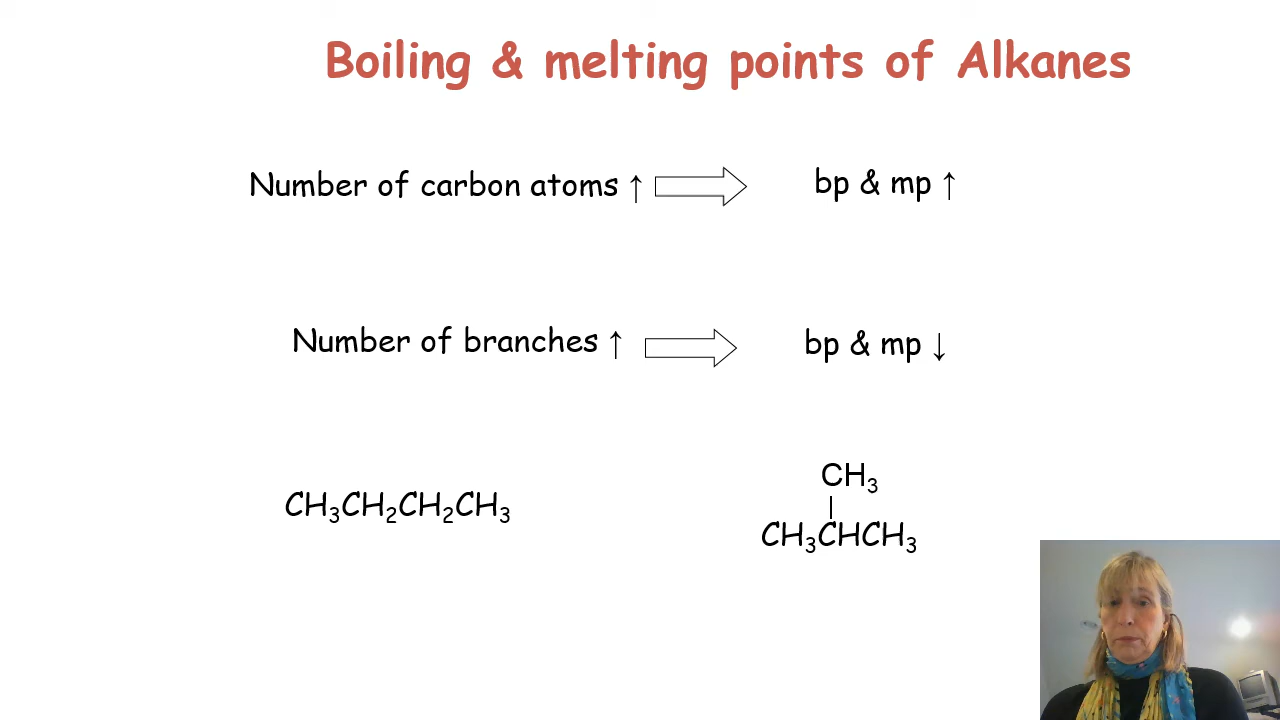 Boiling & melting points of Alkanes
Number of carbon atoms ↑ bp & mp ↑
Number of branches ↑ bp & mp ↓
CH₃CH₂CH₂CH₃
CH₃
CH₃CHCH₃